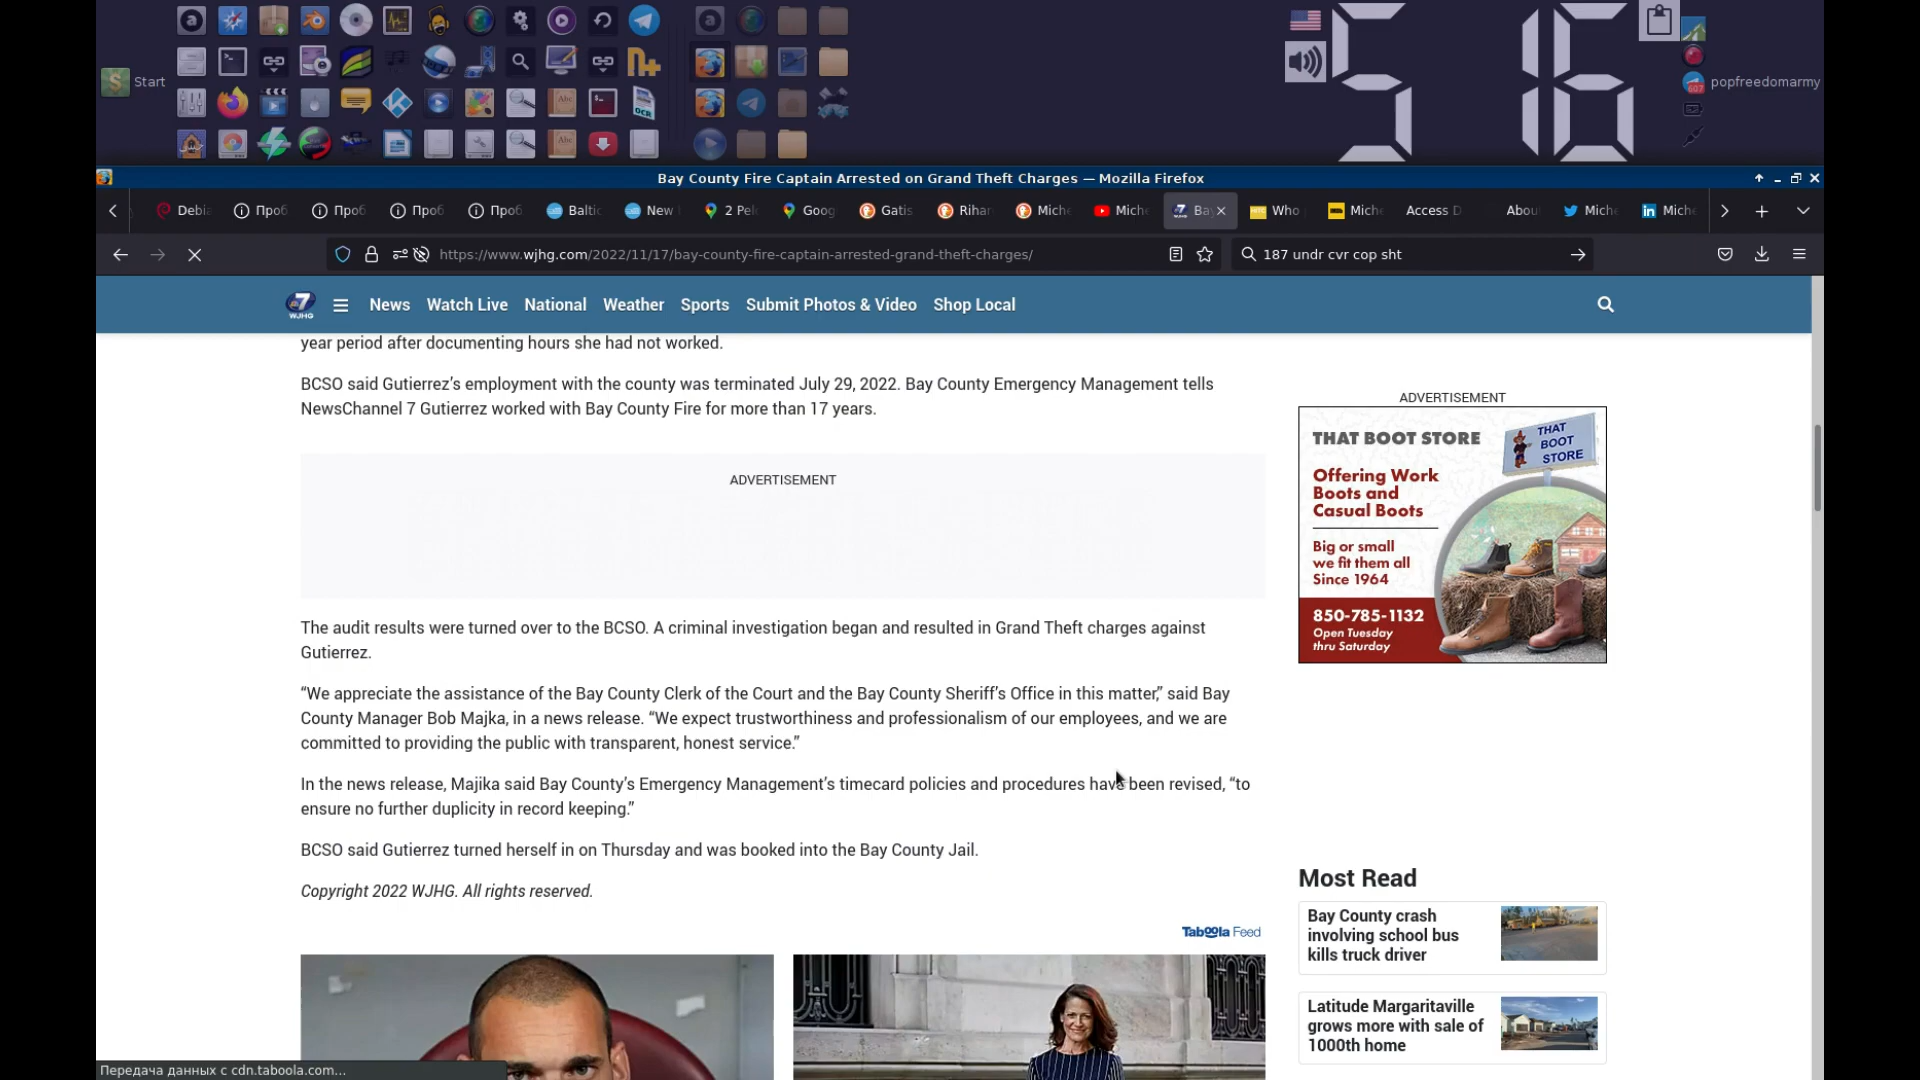 Start
5 16
popfreedomarmy
Bay County Fire Captain Arrested on Grand Theft Charges — Mozilla Firefox
Debia Проб Проб Проб Проб Baltic New 2 Pel Goog Gatis Rihan Miche Miche Bay Who Miche Access D Abou Miche Miche
https://www.wjhg.com/2022/11/17/bay-county-fire-captain-arrested-grand-theft-charges/
187 undr cvr cop sht
7 WJHG News Watch Live National Weather Sports Submit Photos & Video Shop Local
year period after documenting hours she had not worked.
BCSO said Gutierrez’s employment with the county was terminated July 29, 2022. Bay County Emergency Management tells
NewsChannel 7 Gutierrez worked with Bay County Fire for more than 17 years.
ADVERTISEMENT
The audit results were turned over to the BCSO. A criminal investigation began and resulted in Grand Theft charges against
Gutierrez.
“We appreciate the assistance of the Bay County Clerk of the Court and the Bay County Sheriff’s Office in this matter,” said Bay
County Manager Bob Majka, in a news release. “We expect trustworthiness and professionalism of our employees, and we are
committed to providing the public with transparent, honest service.”
In the news release, Majika said Bay County’s Emergency Management’s timecard policies and procedures have been revised, “to
ensure no further duplicity in record keeping.”
BCSO said Gutierrez turned herself in on Thursday and was booked into the Bay County Jail.
Copyright 2022 WJHG. All rights reserved.
Taboola Feed
ADVERTISEMENT
THAT BOOT STORE
THAT
BOOT
STORE
Offering Work
Boots and
Casual Boots
Big or small
we fit them all
Since 1964
850-785-1132
Open Tuesday
thru Saturday
Most Read
Bay County crash
involving school bus
kills truck driver
Latitude Margaritaville
grows more with sale of
1000th home
Передача данных с cdn.taboola.com...